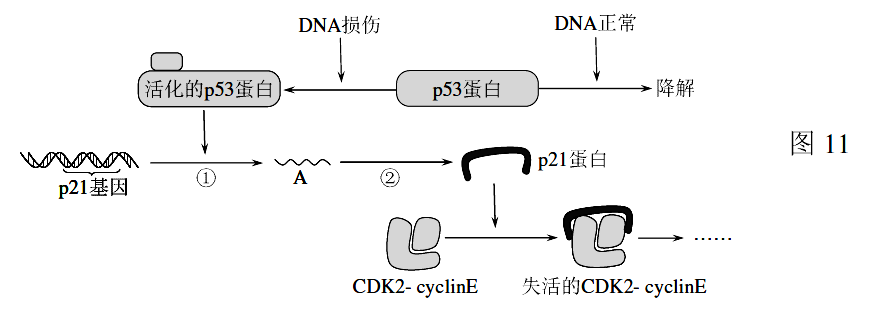 DNA损伤
DNA正常
活化的p53蛋白
p53蛋白
降解
图 11
p21基因
①
A
②
p21蛋白
CDK2- cyclinE
失活的CDK2- cyclinE
……